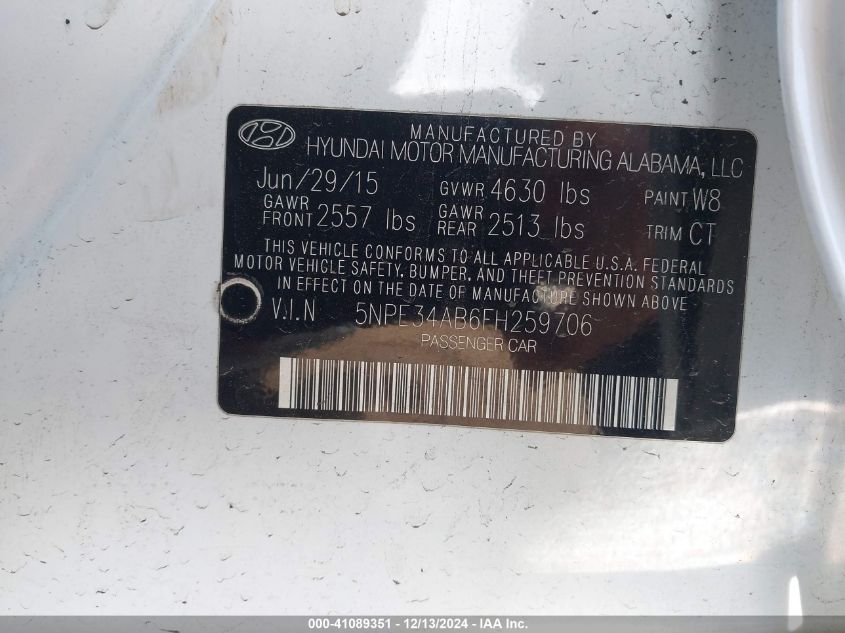 MANUFACTURED BY
HYUNDAI MOTOR MANUFACTURING ALABAMA, LLC
Jun/29/15 GVWR 4630 lbs PAINT W8
GAWR FRONT 2557 lbs GAWR REAR 2513 lbs TRIM CT
THIS VEHICLE CONFORMS TO ALL APPLICABLE U.S.A. FEDERAL
MOTOR VEHICLE SAFETY, BUMPER, AND THEFT PREVENTION STANDARDS
IN EFFECT ON THE DATE OF MANUFACTURE SHOWN ABOVE.
V.I.N 5NPE34AB6FH259706
PASSENGER CAR
000-41089351 - 12/13/2024 - IAA Inc.